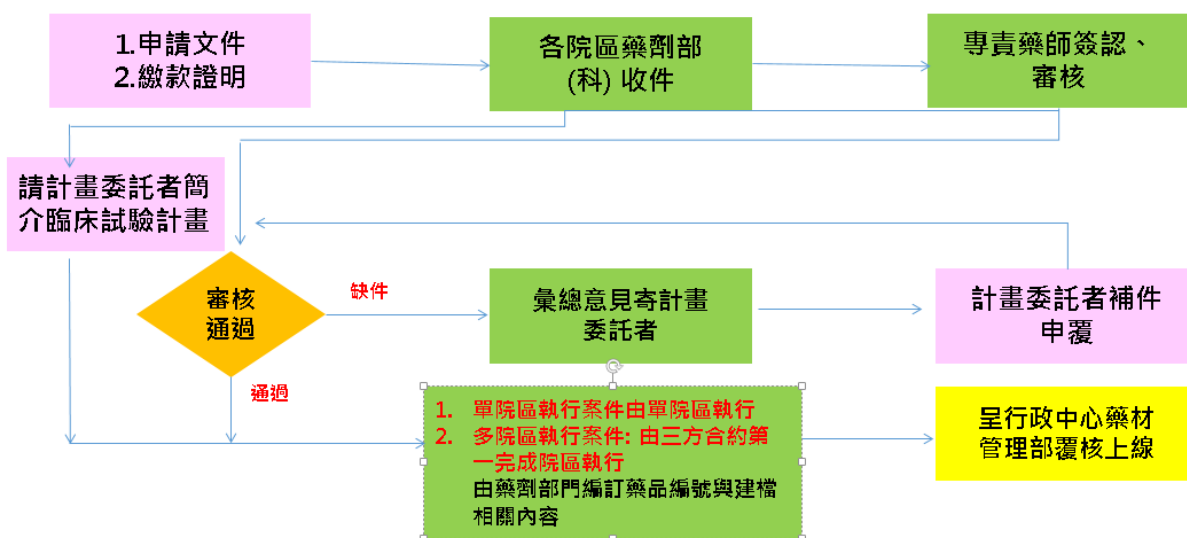 1.申請文件
2.繳款證明
各院區藥劑部
(科) 收件
專責藥師簽認、
審核
請計畫委託者簡
介臨床試驗計畫
審核
通過
缺件
彙總意見寄計畫
委託者
計畫委託者補件
申覆
通過
1. 單院區執行案件由單院區執行
2. 多院區執行案件: 由三方合約第
一完成院區執行
由藥劑部門編訂藥品編號與建檔
相關內容
呈行政中心藥材
管理部覆核上線